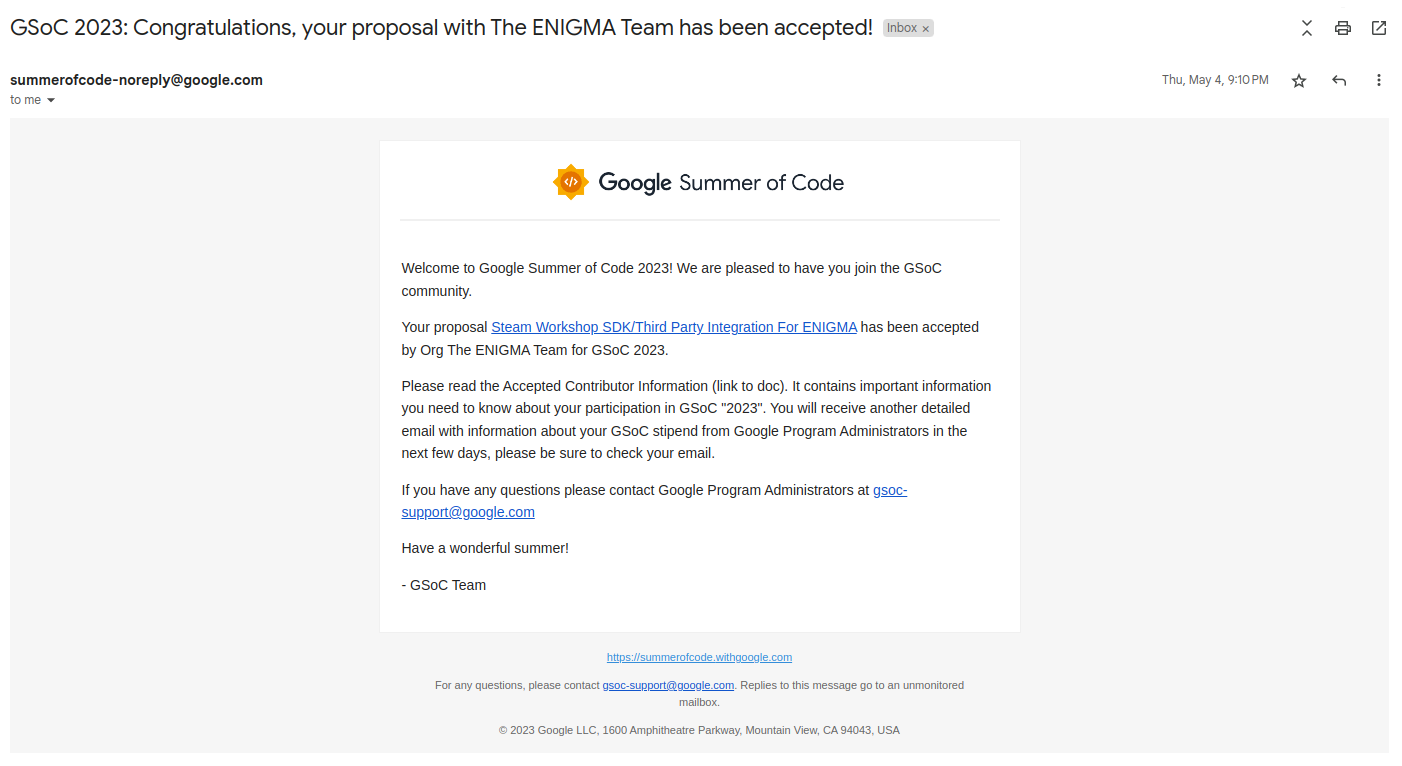 GSoC 2023: Congratulations, your proposal with The ENIGMA Team has been accepted! Inbox ×
summerofcode-noreply@google.com Thu, May 4, 9:10 PM
to me
Google Summer of Code
Welcome to Google Summer of Code 2023! We are pleased to have you join the GSoC
community.
Your proposal Steam Workshop SDK/Third Party Integration For ENIGMA has been accepted
by Org The ENIGMA Team for GSoC 2023.
Please read the Accepted Contributor Information (link to doc). It contains important information
you need to know about your participation in GSoC "2023". You will receive another detailed
email with information about your GSoC stipend from Google Program Administrators in the
next few days, please be sure to check your email.
If you have any questions please contact Google Program Administrators at gsoc-
support@google.com
Have a wonderful summer!
- GSoC Team
https://summerofcode.withgoogle.com
For any questions, please contact gsoc-support@google.com. Replies to this message go to an unmonitored
mailbox.
© 2023 Google LLC, 1600 Amphitheatre Parkway, Mountain View, CA 94043, USA